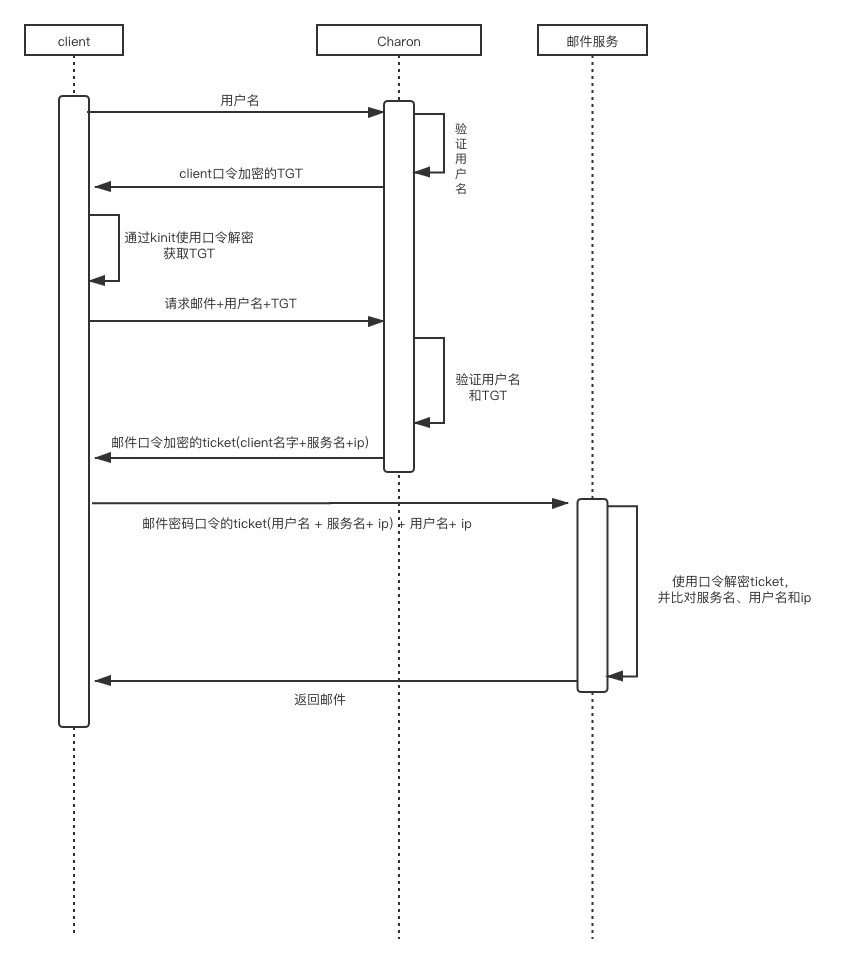 client
Charon
邮件服务
用户名
验
证
用
户
名
client口令加密的TGT
通过kinit使用口令解密
获取TGT
请求邮件+用户名+TGT
验证用户名
和TGT
邮件口令加密的ticket(client名字+服务名+ip)
邮件密码口令的ticket(用户名 + 服务名+ ip) + 用户名+ ip
使用口令解密ticket,
并比对服务名、用户名和ip
返回邮件